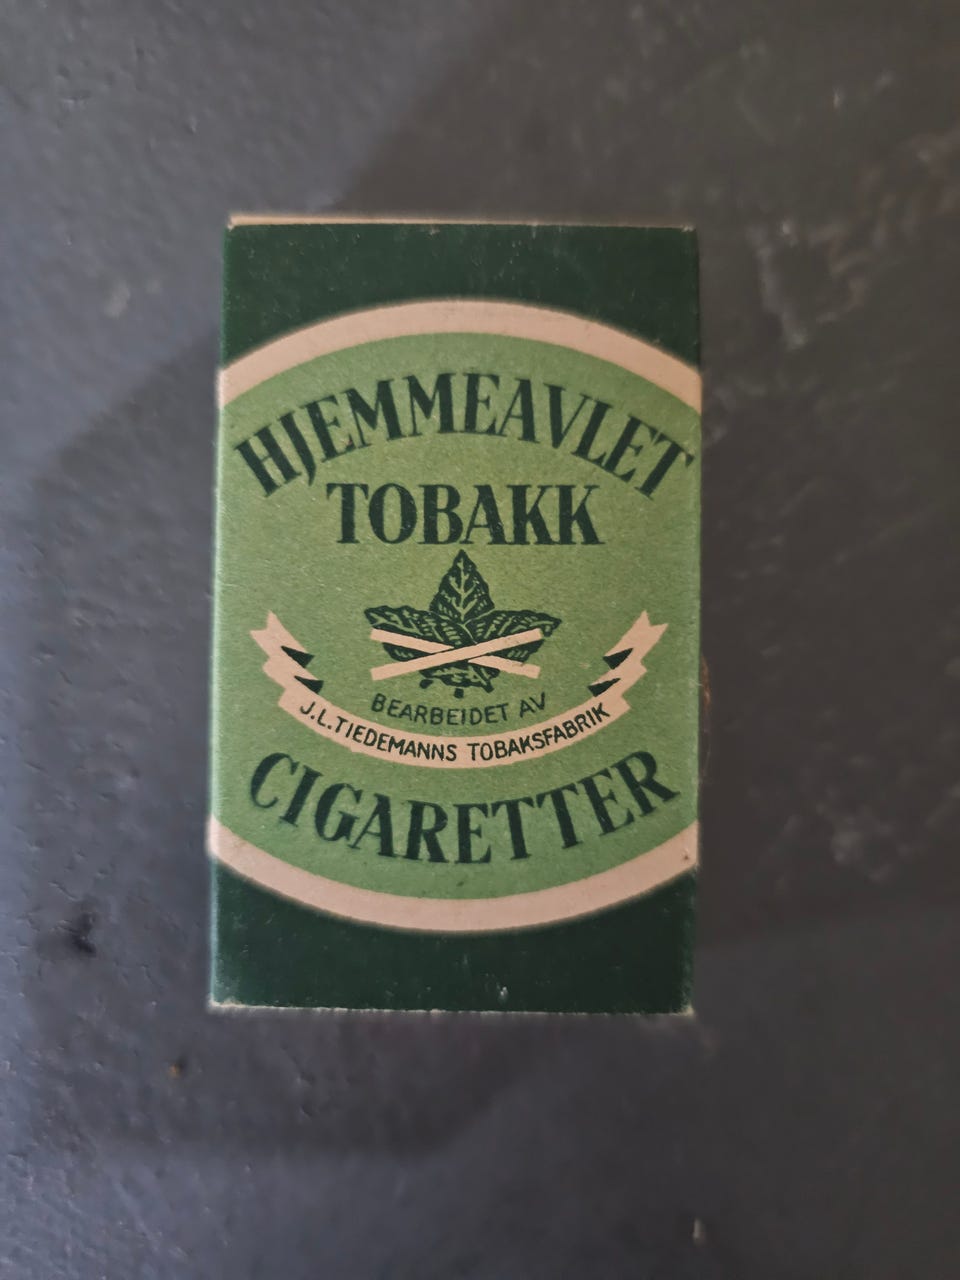 HJEMMEAVLET
TOBAKK
BEARBEIDET AV
J.L.TIEDEMANNS TOBAKSFABRIK
CIGARETTER